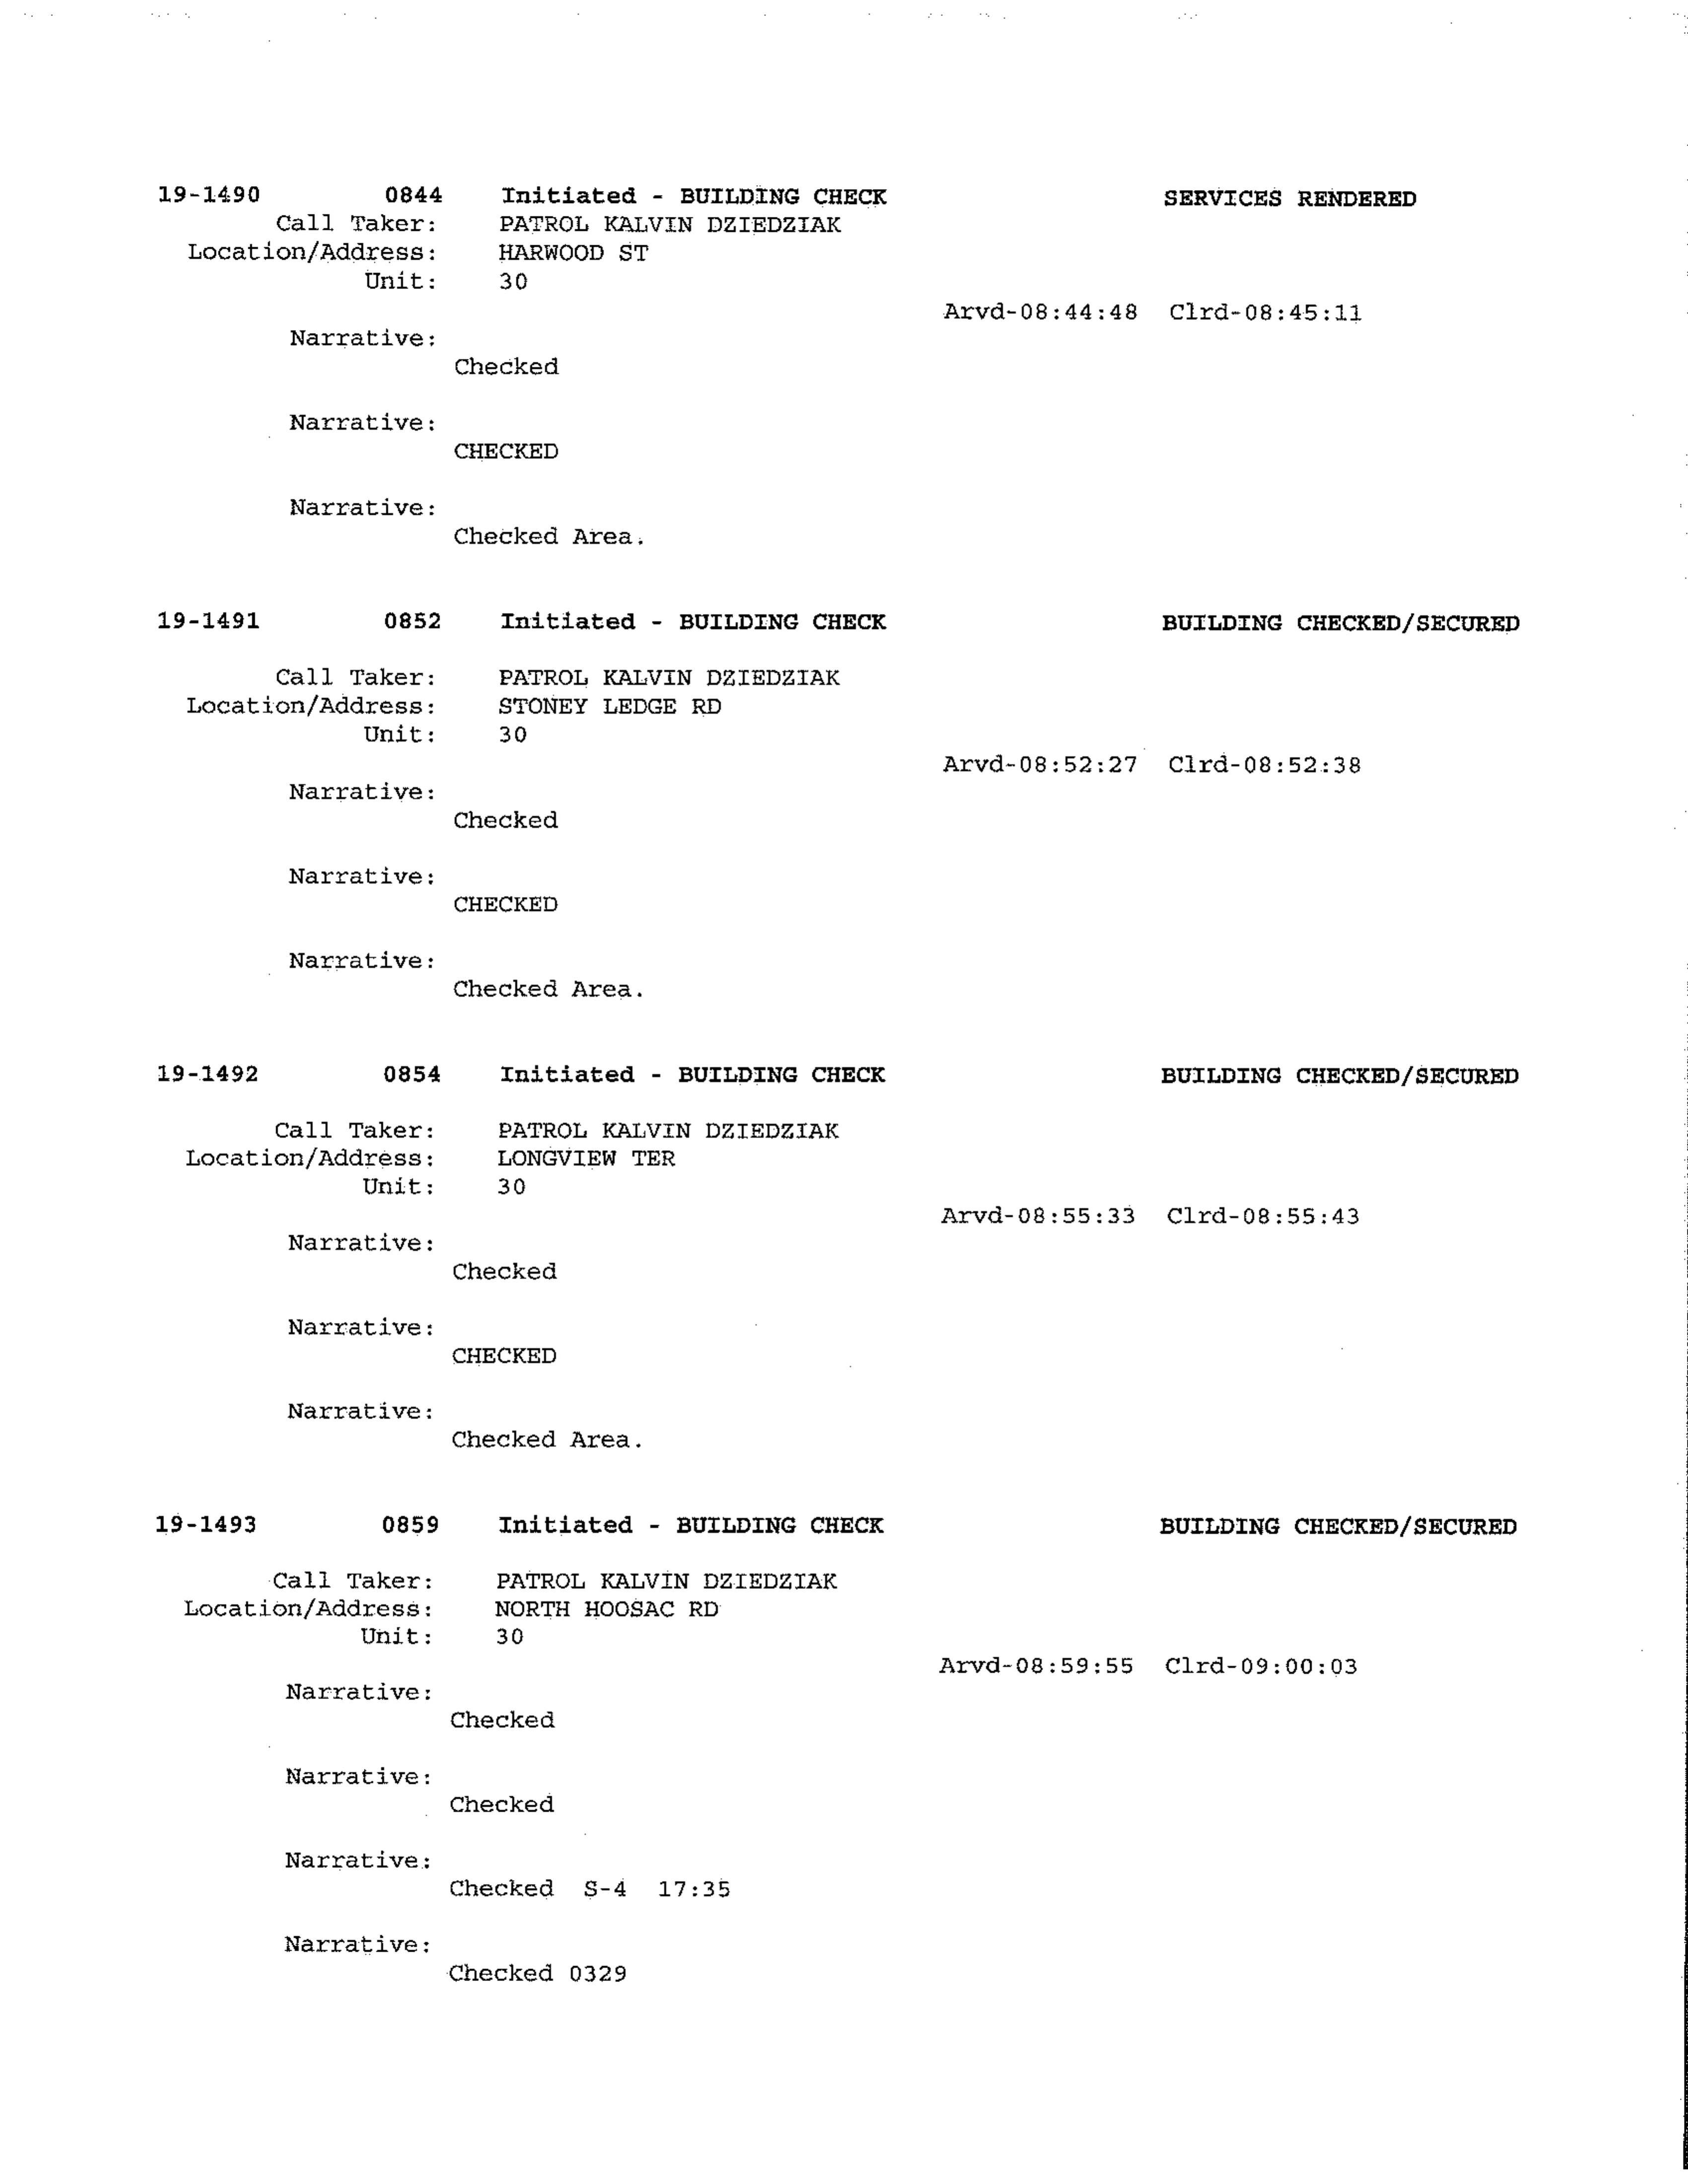 19-1490 0844 Initiated - BUILDING CHECK SERVICES RENDERED
Call Taker: PATROL KALVIN DZIEDZIAK
Location/Address: HARWOOD ST
Unit: 30
Arvd-08:44:48 Clrd-08:45:11
Narrative:
Checked
Narrative:
CHECKED
Narrative:
Checked Area.
19-1491 0852 Initiated - BUILDING CHECK BUILDING CHECKED/SECURED
Call Taker: PATROL KALVIN DZIEDZIAK
Location/Address: STONEY LEDGE RD
Unit: 30
Arvd-08:52:27 Clrd-08:52:38
Narrative:
Checked
Narrative:
CHECKED
Narrative:
Checked Area.
19-1492 0854 Initiated - BUILDING CHECK BUILDING CHECKED/SECURED
Call Taker: PATROL KALVIN DZIEDZIAK
Location/Address: LONGVIEW TER
Unit: 30
Arvd-08:55:33 Clrd-08:55:43
Narrative:
Checked
Narrative:
CHECKED
Narrative:
Checked Area.
19-1493 0859 Initiated - BUILDING CHECK BUILDING CHECKED/SECURED
Call Taker: PATROL KALVIN DZIEDZIAK
Location/Address: NORTH HOOSAC RD
Unit: 30
Arvd-08:59:55 Clrd-09:00:03
Narrative:
Checked
Narrative:
Checked
Narrative:
Checked S-4 17:35
Narrative:
Checked 0329